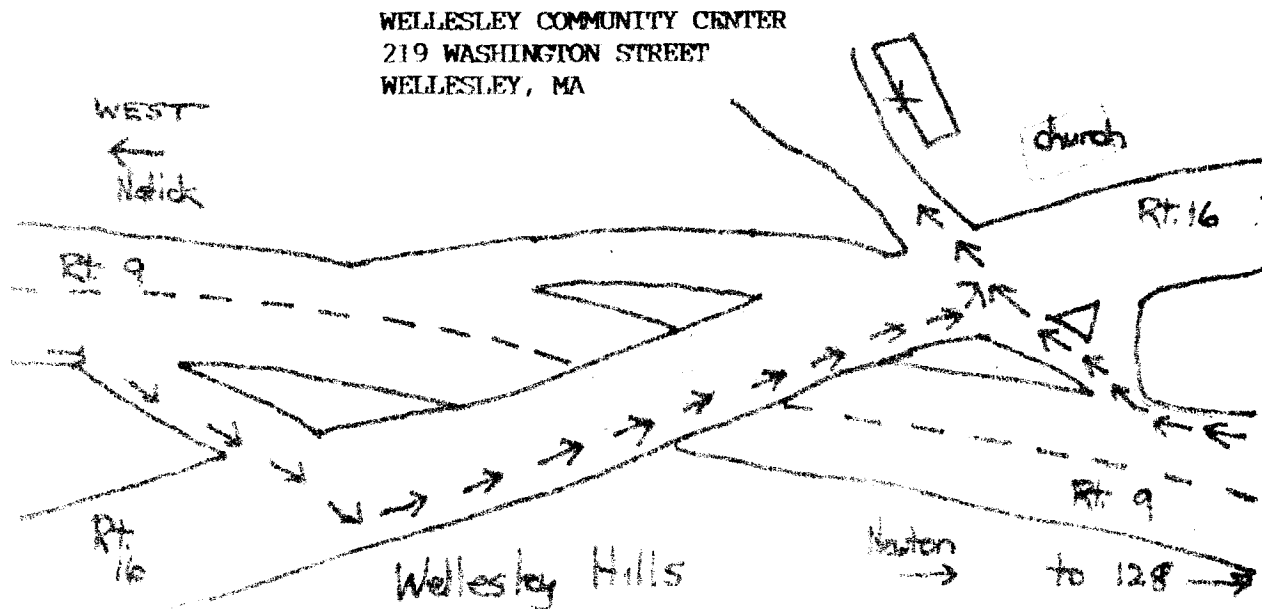 WELLESLEY COMMUNITY CENTER
219 WASHINGTON STREET
WELLESLEY, MA
WEST
Natick
church
Rt. 16
Rt. 9
Rt. 9
Rt. 16
Wellesley Hills
Newton
to 128